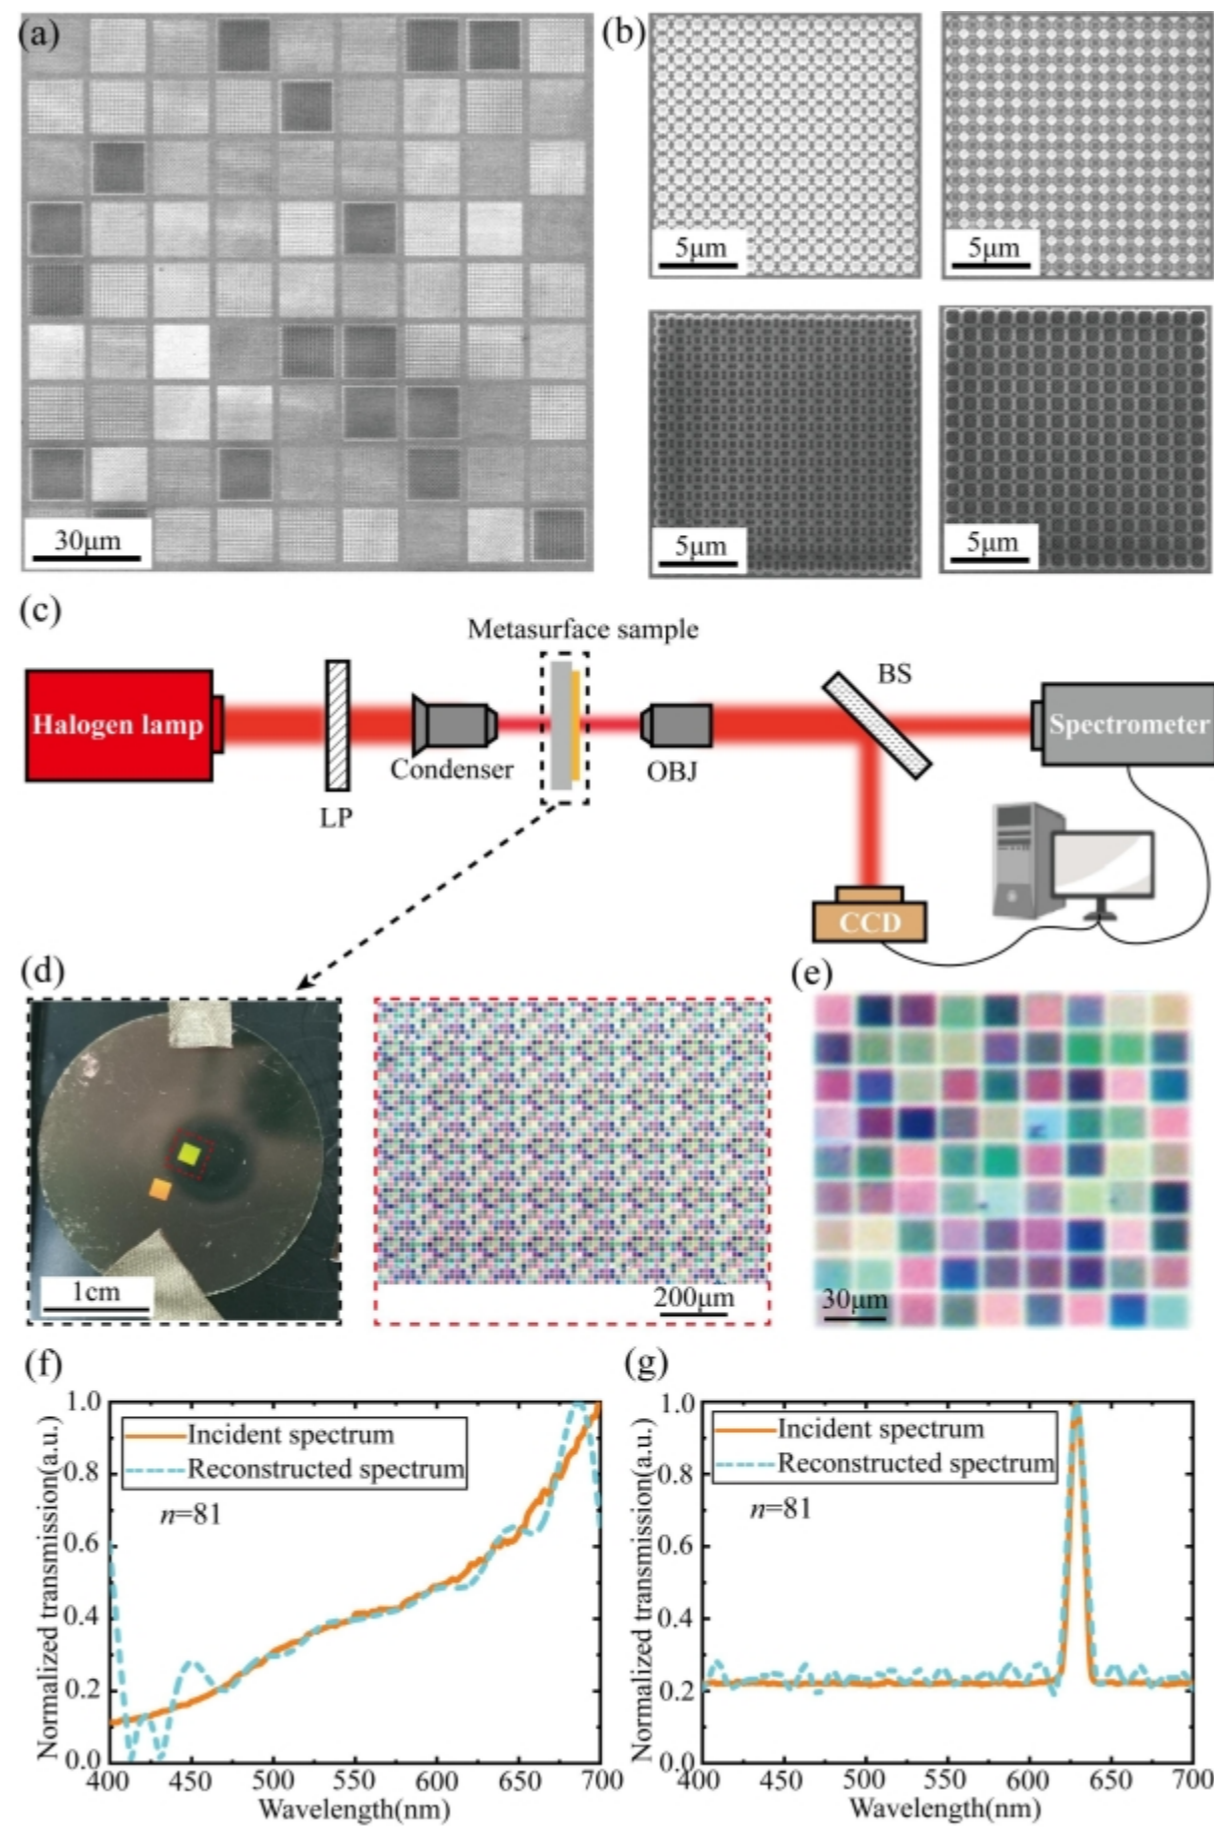 (a)
30μm
(b)
5μm
5μm
5μm
5μm
(c)
Metasurface sample
Halogen lamp
LP
Condenser
OBJ
BS
Spectrometer
CCD
(d)
1cm
200μm
(e)
30μm
(f)
Normalized transmission(a.u.)
1.0
0.8
0.6
0.4
0.2
0.0
Incident spectrum
Reconstructed spectrum
n=81
400 450 500 550 600 650 700
Wavelength(nm)
(g)
Normalized transmission(a.u.)
1.0
0.8
0.6
0.4
0.2
0.0
Incident spectrum
Reconstructed spectrum
n=81
400 450 500 550 600 650 700
Wavelength(nm)